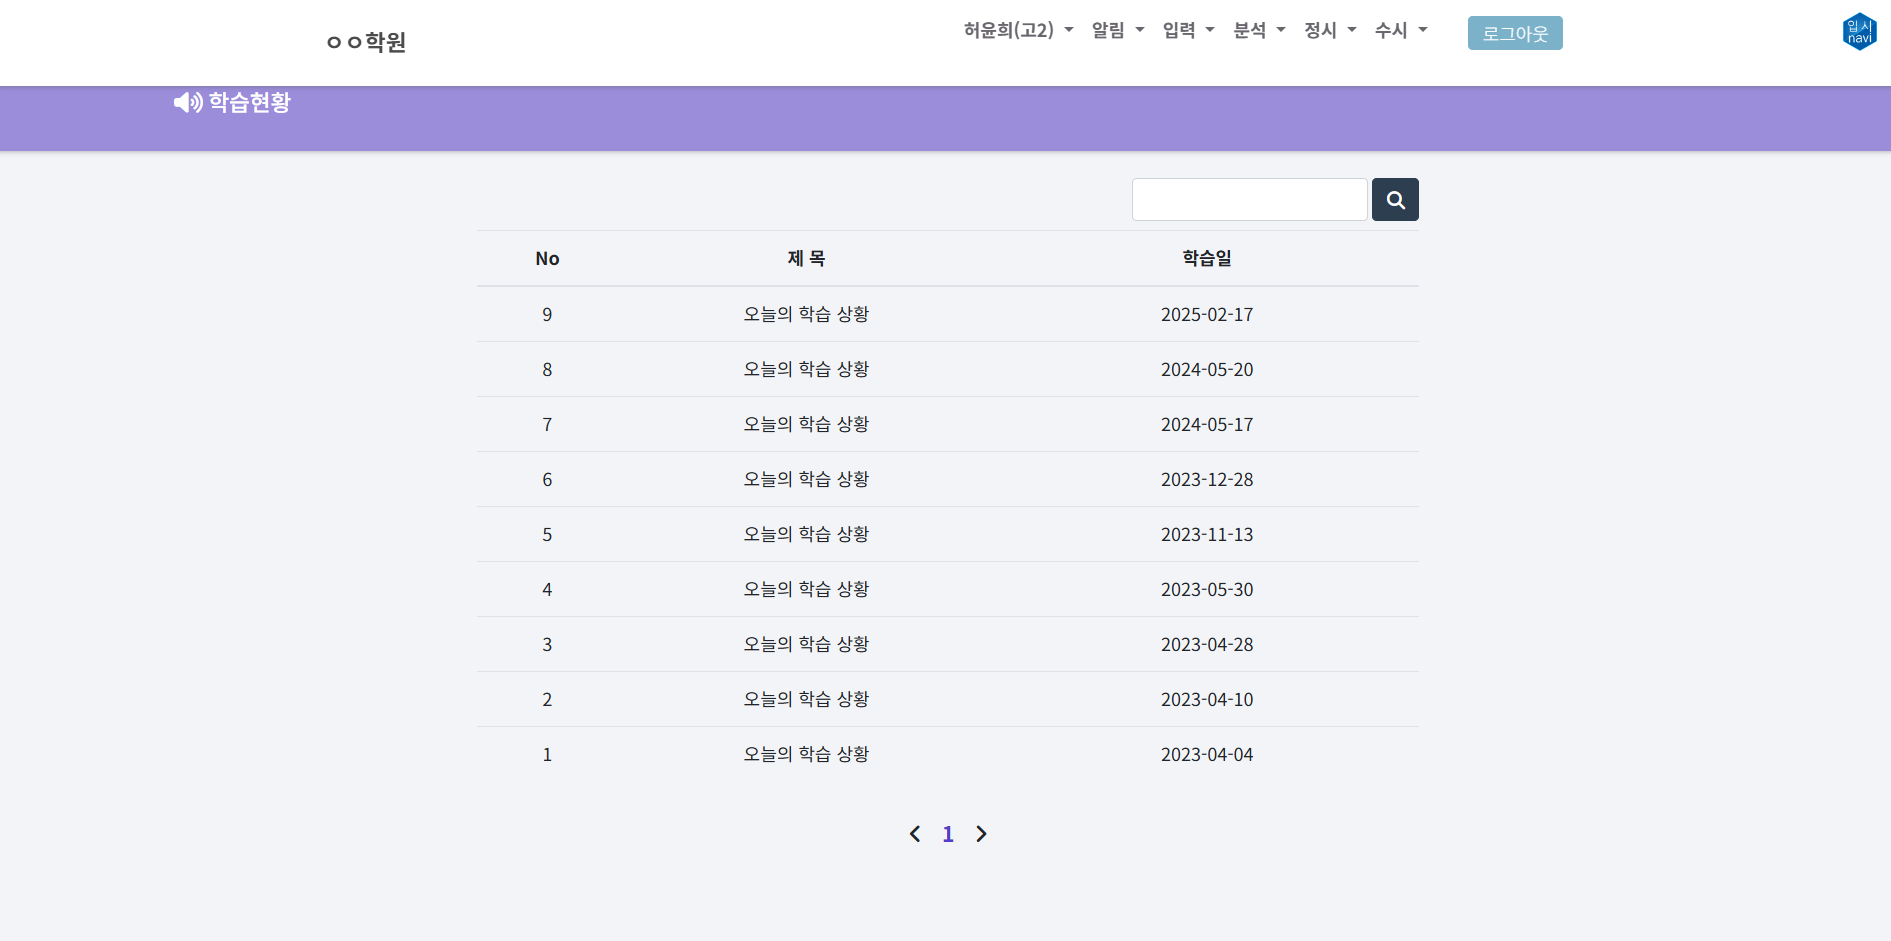 ㅇㅇ학원
허윤희(고2) 알림 입력 분석 정시 수시 로그아웃
입시
navi
학습현황
No 제 목 학습일
9 오늘의 학습 상황 2025-02-17
8 오늘의 학습 상황 2024-05-20
7 오늘의 학습 상황 2024-05-17
6 오늘의 학습 상황 2023-12-28
5 오늘의 학습 상황 2023-11-13
4 오늘의 학습 상황 2023-05-30
3 오늘의 학습 상황 2023-04-28
2 오늘의 학습 상황 2023-04-10
1 오늘의 학습 상황 2023-04-04
1